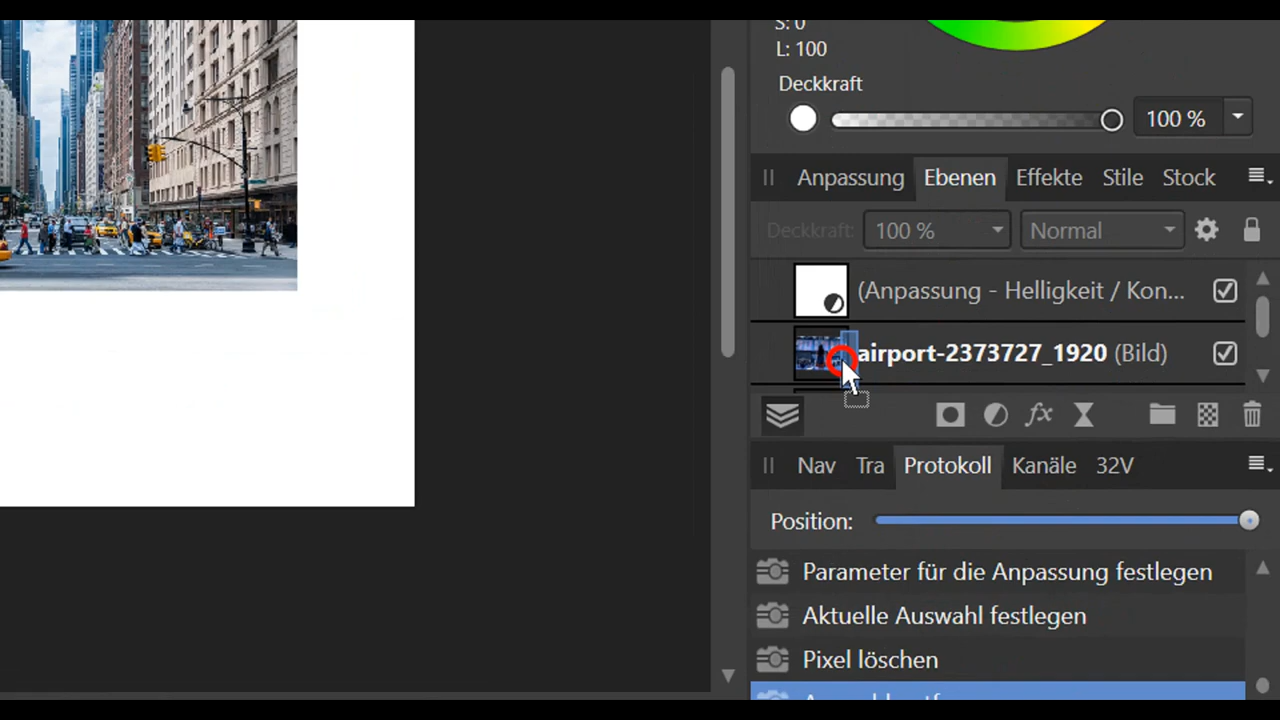 S: 0
L: 100
Deckkraft
100 %
Anpassung Ebenen Effekte Stile Stock
Deckkraft: 100 % Normal
(Anpassung - Helligkeit / Kon...
airport-2373727_1920 (Bild)
fx
Nav Tra Protokoll Kanäle 32V
Position:
Parameter für die Anpassung festlegen
Aktuelle Auswahl festlegen
Pixel löschen